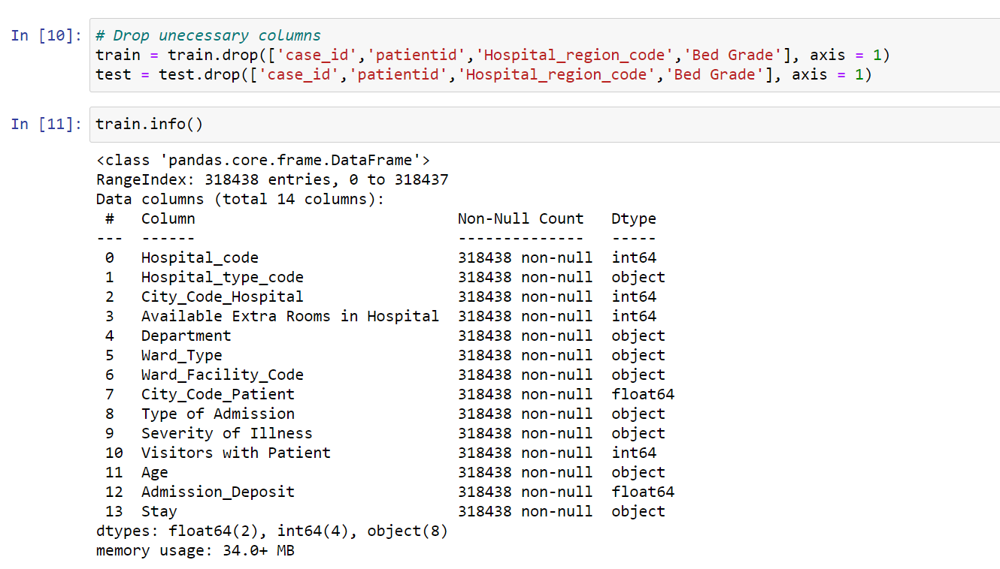 In [10]: # Drop unecessary columns
train = train.drop(['case_id','patientid','Hospital_region_code','Bed Grade'], axis = 1)
test = test.drop(['case_id','patientid','Hospital_region_code','Bed Grade'], axis = 1)
In [11]: train.info()
<class 'pandas.core.frame.DataFrame'>
RangeIndex: 318438 entries, 0 to 318437
Data columns (total 14 columns):
 #   Column                             Non-Null Count   Dtype
---  ------                             --------------   -----
 0   Hospital_code                      318438 non-null  int64
 1   Hospital_type_code                 318438 non-null  object
 2   City_Code_Hospital                 318438 non-null  int64
 3   Available Extra Rooms in Hospital  318438 non-null  int64
 4   Department                         318438 non-null  object
 5   Ward_Type                          318438 non-null  object
 6   Ward_Facility_Code                 318438 non-null  object
 7   City_Code_Patient                  318438 non-null  float64
 8   Type of Admission                  318438 non-null  object
 9   Severity of Illness                318438 non-null  object
 10  Visitors with Patient              318438 non-null  int64
 11  Age                                318438 non-null  object
 12  Admission_Deposit                  318438 non-null  float64
 13  Stay                               318438 non-null  object
dtypes: float64(2), int64(4), object(8)
memory usage: 34.0+ MB